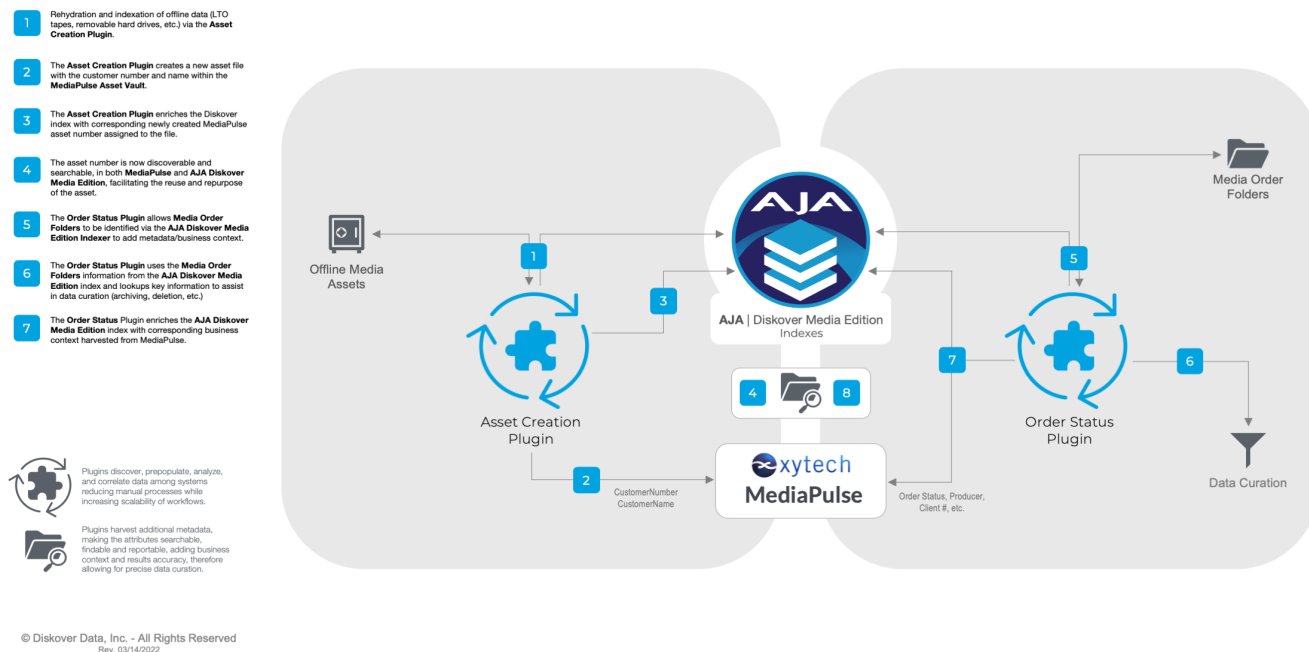 1
Rehydration and indexation of offline data (LTO
tapes, removable hard drives, etc.) via the Asset
Creation Plugin.
2
The Asset Creation Plugin creates a new asset file
with the customer number and name within the
MediaPulse Asset Vault.
3
The Asset Creation Plugin enriches the Diskover
index with corresponding newly created MediaPulse
asset number assigned to the file.
4
The asset number is now discoverable and
searchable, in both MediaPulse and AJA Diskover
Media Edition, facilitating the reuse and repurpose
of the asset.
5
The Order Status Plugin allows Media Order
Folders to be identified via the AJA Diskover Media
Edition Indexer to add metadata/business context.
6
The Order Status Plugin uses the Media Order
Folders information from the AJA Diskover Media
Edition index and lookups key information to assist
in data curation (archiving, deletion, etc.)
7
The Order Status Plugin enriches the AJA Diskover
Media Edition index with corresponding business
context harvested from MediaPulse.
Plugins discover, prepopulate, analyze,
and correlate data among systems
reducing manual processes while
increasing scalability of workflows.
Plugins harvest additional metadata,
making the attributes searchable,
findable and reportable, adding business
context and results accuracy, therefore
allowing for precise data curation.
© Diskover Data, Inc. - All Rights Reserved
Rev. 03/14/2022
Offline Media
Assets
1
3
Asset Creation
Plugin
2
CustomerNumber
CustomerName
AJA
AJA | Diskover Media Edition
Indexes
4
8
xytech
MediaPulse
Media Order
Folders
5
7
6
Order Status
Plugin
Order Status, Producer,
Client #, etc.
Data Curation